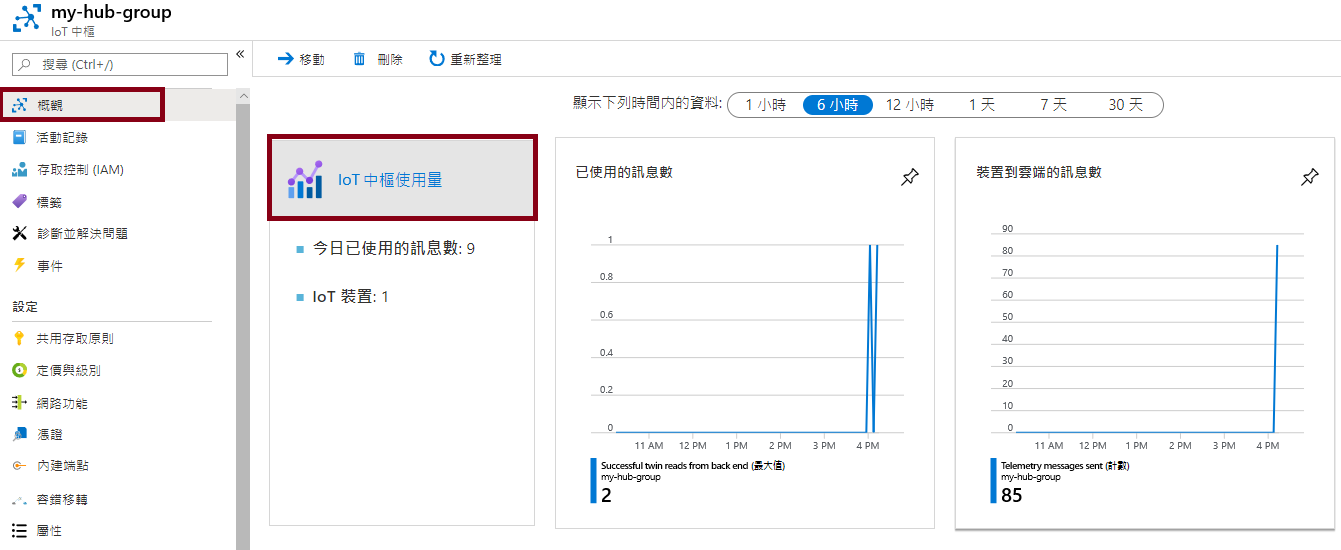 my-hub-group
IoT 中樞
搜尋 (Ctrl+/)
«
概觀
活動記錄
存取控制 (IAM)
標籤
診斷並解決問題
事件
設定
共用存取原則
定價與級別
網路功能
憑證
內建端點
容錯移轉
屬性
移動 刪除 重新整理
顯示下列時間內的資料: 1 小時 6 小時 12 小時 1 天 7 天 30 天
IoT 中樞使用量
今日已使用的訊息數: 9
IoT 裝置: 1
已使用的訊息數
1
0.8
0.6
0.4
0.2
0
11 AM 12 PM 1 PM 2 PM 3 PM 4 PM
Successful twin reads from back end (最大值)
my-hub-group
2
裝置到雲端的訊息數
90
80
70
60
50
40
30
20
10
0
11 AM 12 PM 1 PM 2 PM 3 PM 4 PM
Telemetry messages sent (計數)
my-hub-group
85